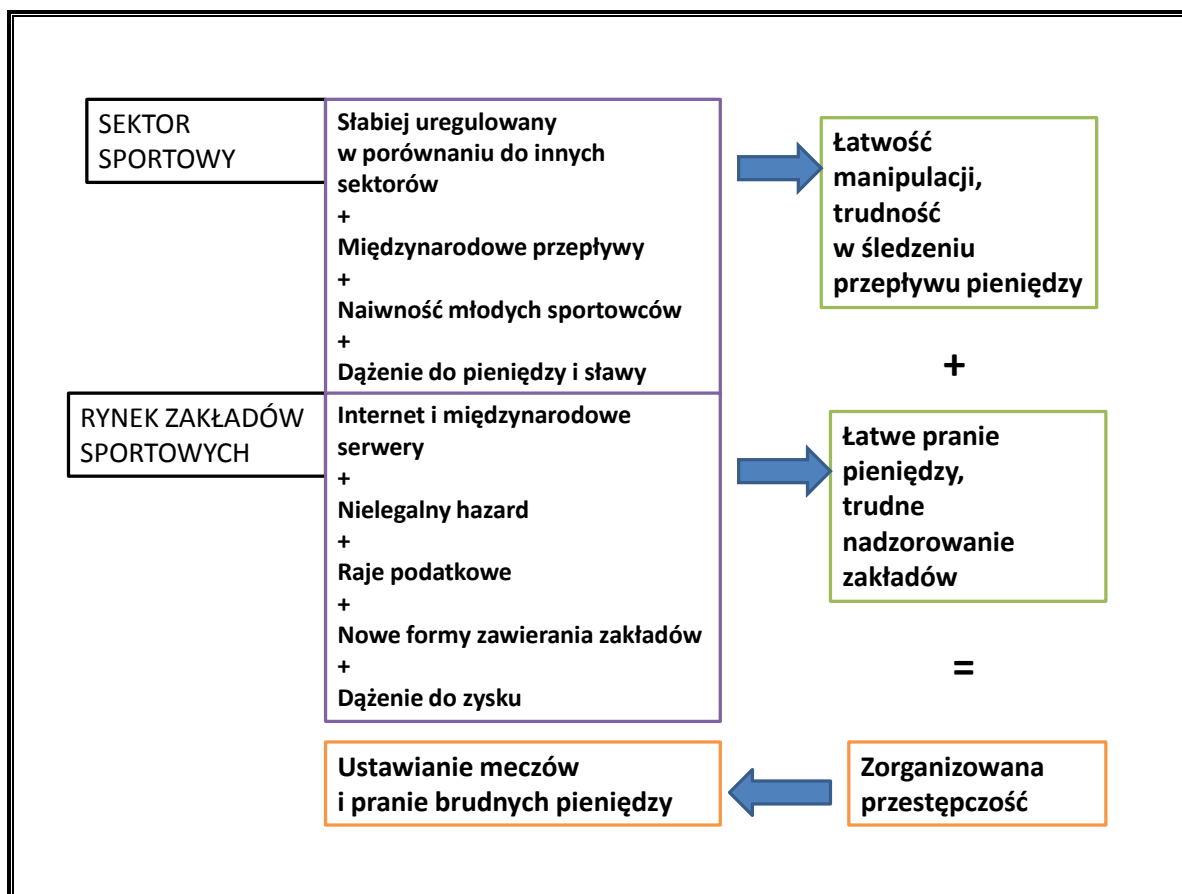 SEKTOR
SPORTOWY
Słabiej uregulowany
w porównaniu do innych
sektorów
+
Międzynarodowe przepływy
+
Naiwność młodych sportowców
+
Dążenie do pieniędzy i sławy
Łatwość
manipulacji,
trudność
w śledzeniu
przepływu pieniędzy
+
RYNEK ZAKŁADÓW
SPORTOWYCH
Internet i międzynarodowe
serwery
+
Nielegalny hazard
+
Raje podatkowe
+
Nowe formy zawierania zakładów
+
Dążenie do zysku
Łatwe pranie
pieniędzy,
trudne
nadzorowanie
zakładów
=
Ustawianie meczów
i pranie brudnych pieniędzy
Zorganizowana
przestępczość